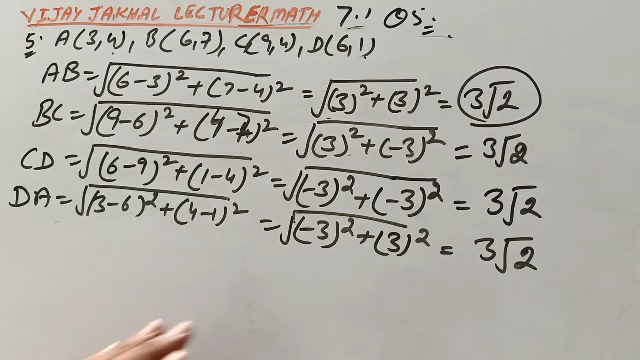 VIJAY JAKHAL LECTURER MATH 7.1 Q5:
5: A(3,4), B(6,7), C(9,4), D(6,1)
AB=√(6-3)²+(7-4)² = √(3)²+(3)² = 3√2
BC=√(9-6)²+(4-7)² = √(3)²+(-3)² = 3√2
CD=√(6-9)²+(1-4)² = √(-3)²+(-3)² = 3√2
DA=√(3-6)²+(4-1)² = √(-3)²+(3)² = 3√2